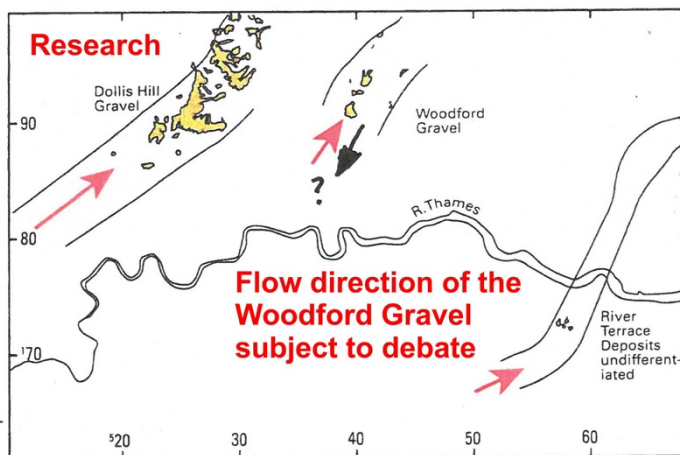 Research
Dollis Hill
Gravel
Woodford
Gravel
?
R. Thames
Flow direction of the
Woodford Gravel
subject to debate
River
Terrace
Deposits
undifferent-
iated
90
80
¹70
⁵20
30
40
50
60